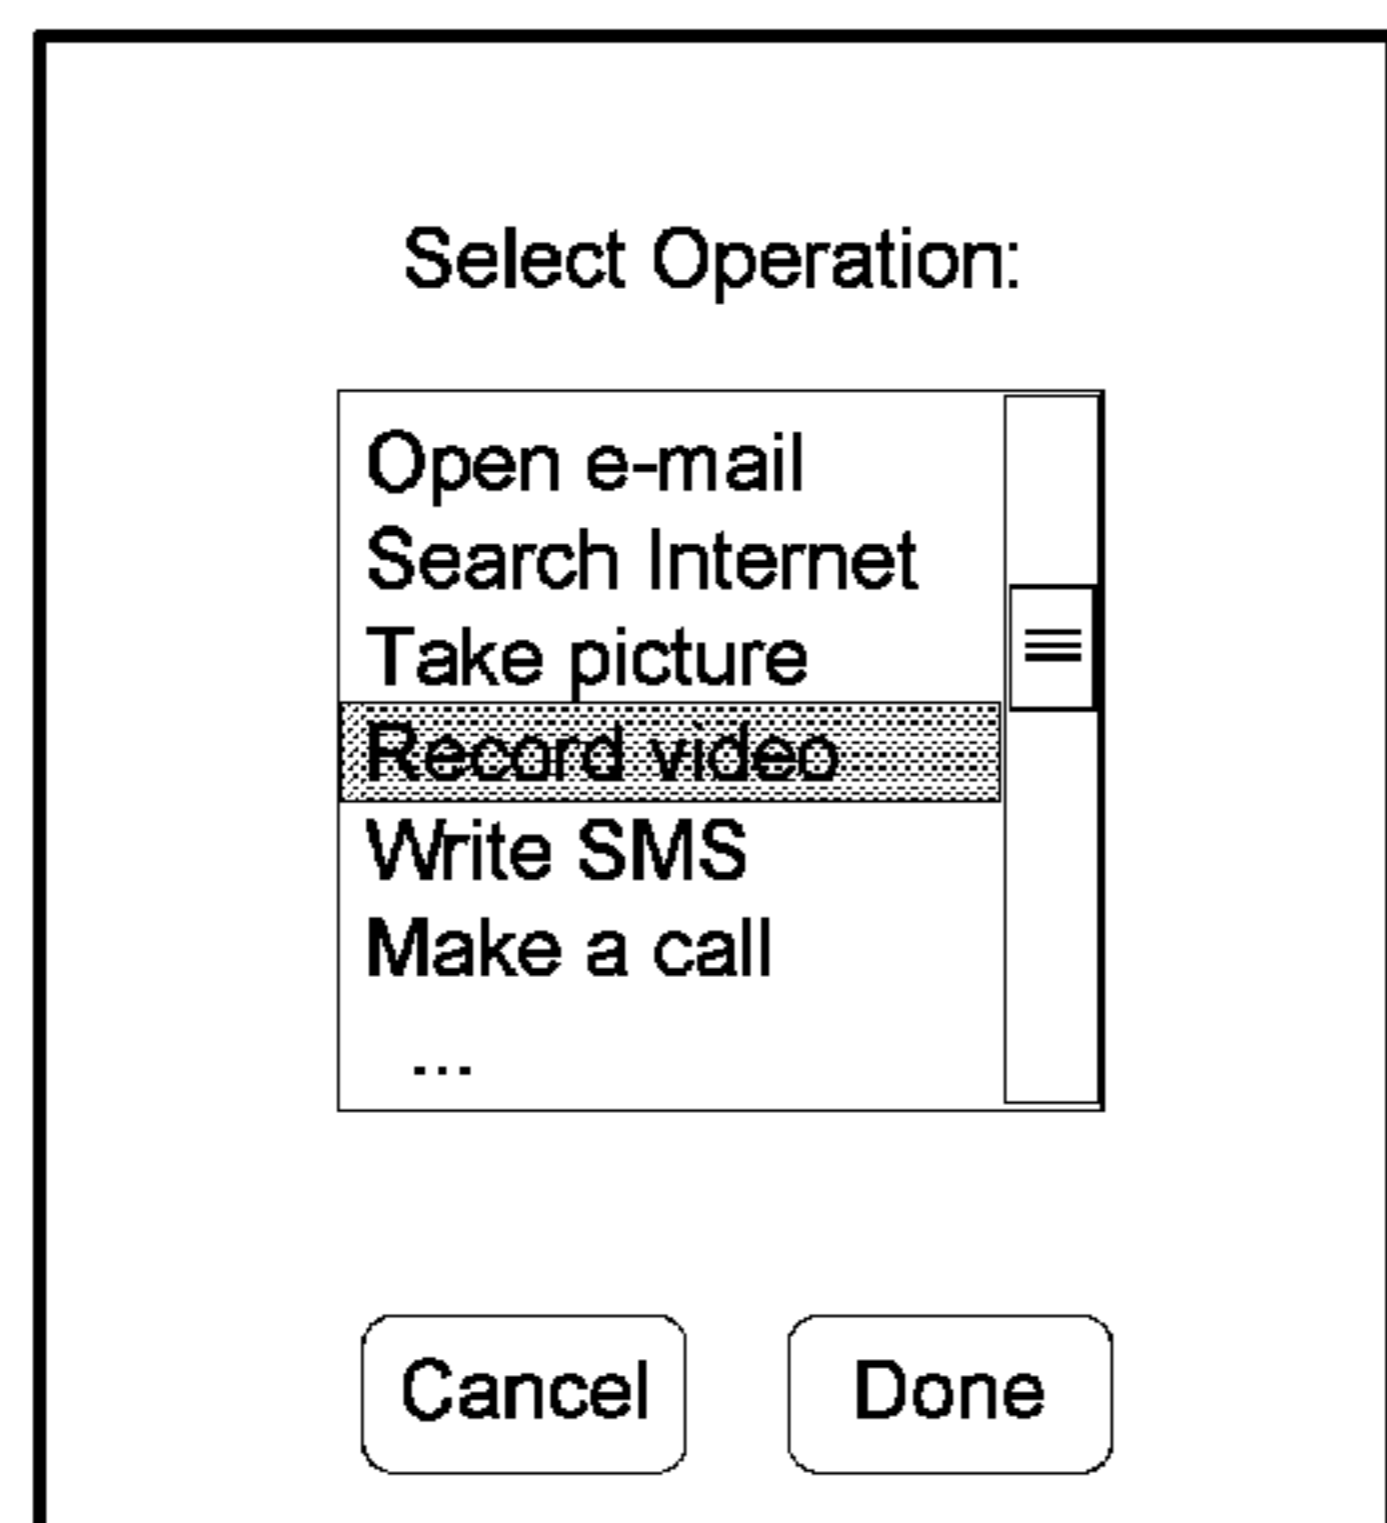 Select Operation:
Open e-mail
Search Internet
Take picture
Record video
Write SMS
Make a call
...
Cancel
Done